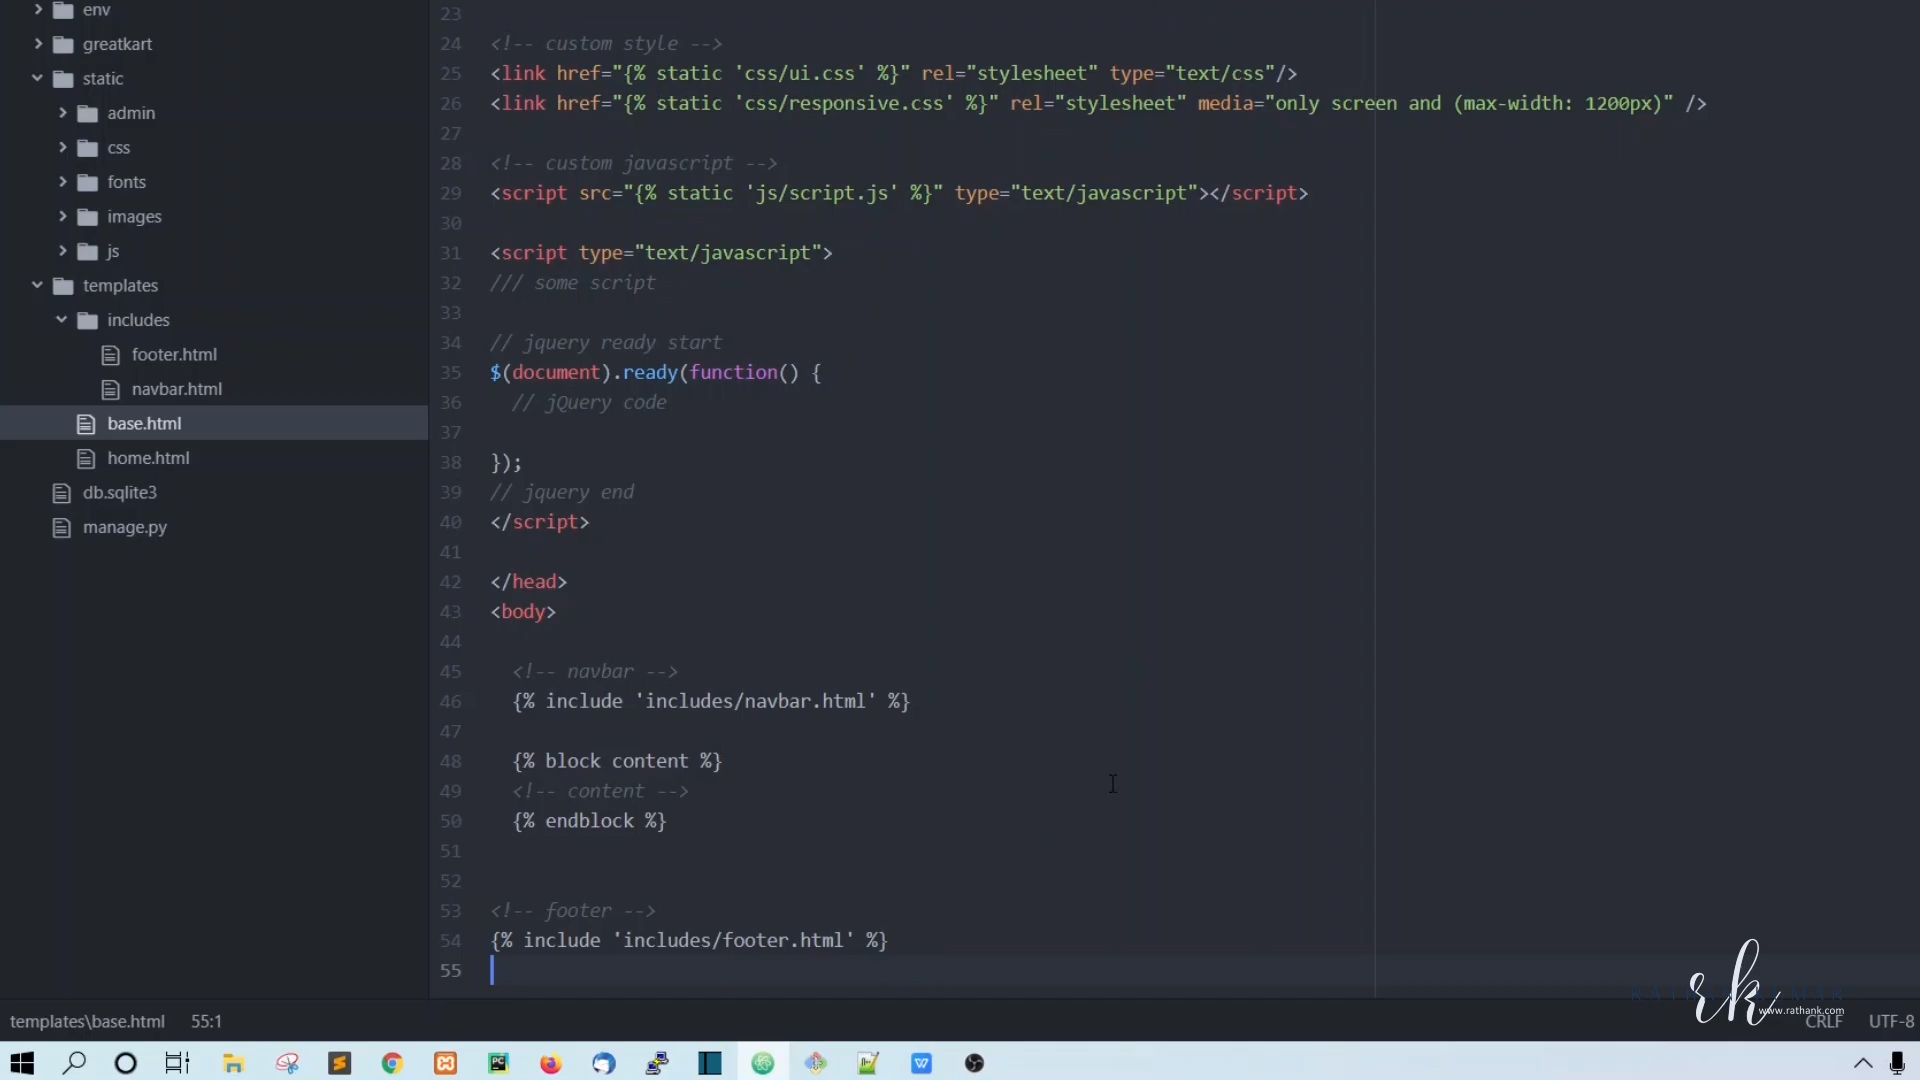 env
greatkart
static
admin
css
fonts
images
js
templates
includes
footer.html
navbar.html
base.html
home.html
db.sqlite3
manage.py
23
24 <!-- custom style -->
25 <link href="{% static 'css/ui.css' %}" rel="stylesheet" type="text/css"/>
26 <link href="{% static 'css/responsive.css' %}" rel="stylesheet" media="only screen and (max-width: 1200px)" />
27
28 <!-- custom javascript -->
29 <script src="{% static 'js/script.js' %}" type="text/javascript"></script>
30
31 <script type="text/javascript">
32 /// some script
33
34 // jquery ready start
35 $(document).ready(function() {
36 // jQuery code
37
38 });
39 // jquery end
40 </script>
41
42 </head>
43 <body>
44
45 <!-- navbar -->
46 {% include 'includes/navbar.html' %}
47
48 {% block content %}
49 <!-- content -->
50 {% endblock %}
51
52
53 <!-- footer -->
54 {% include 'includes/footer.html' %}
55
rk
www.rathank.com
templates\base.html 55:1
CRLF UTF-8